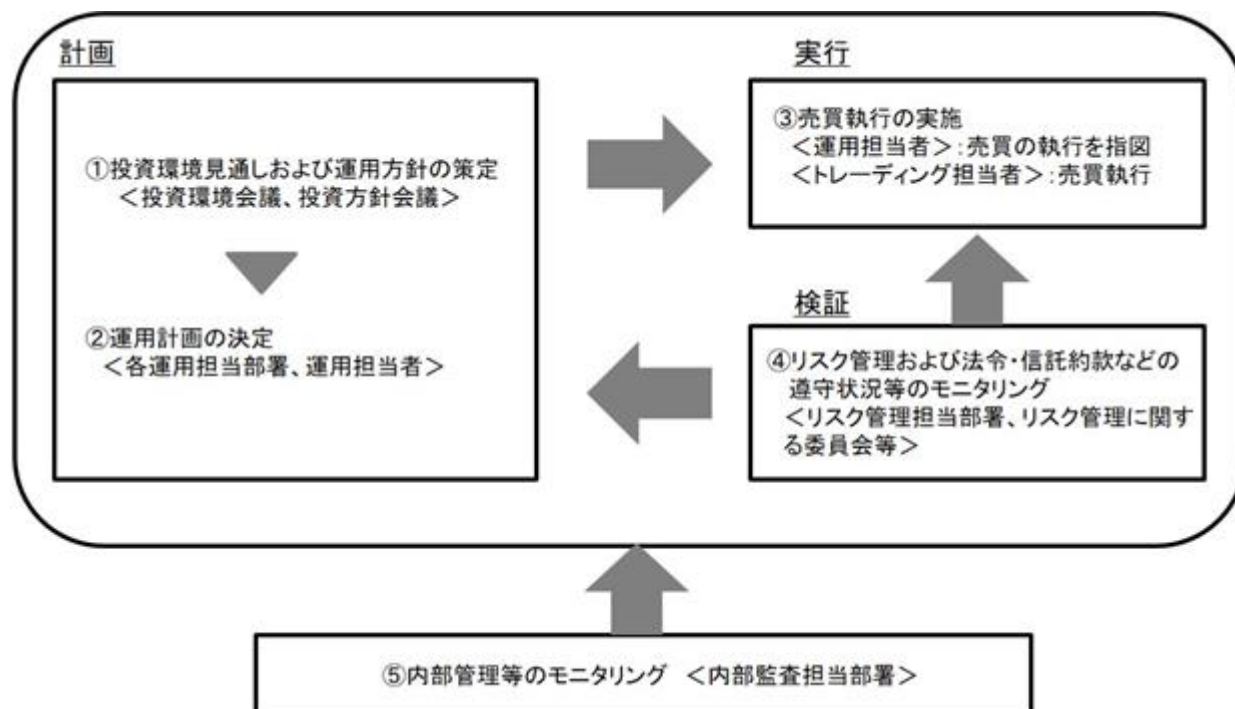 計画
①投資環境見通しおよび運用方針の策定
＜投資環境会議、投資方針会議＞
②運用計画の決定
＜各運用担当部署、運用担当者＞
実行
③売買執行の実施
＜運用担当者＞：売買の執行を指図
＜トレーディング担当者＞：売買執行
検証
④リスク管理および法令・信託約款などの
遵守状況等のモニタリング
＜リスク管理担当部署、リスク管理に関す
る委員会等＞
⑤内部管理等のモニタリング　＜内部監査担当部署＞